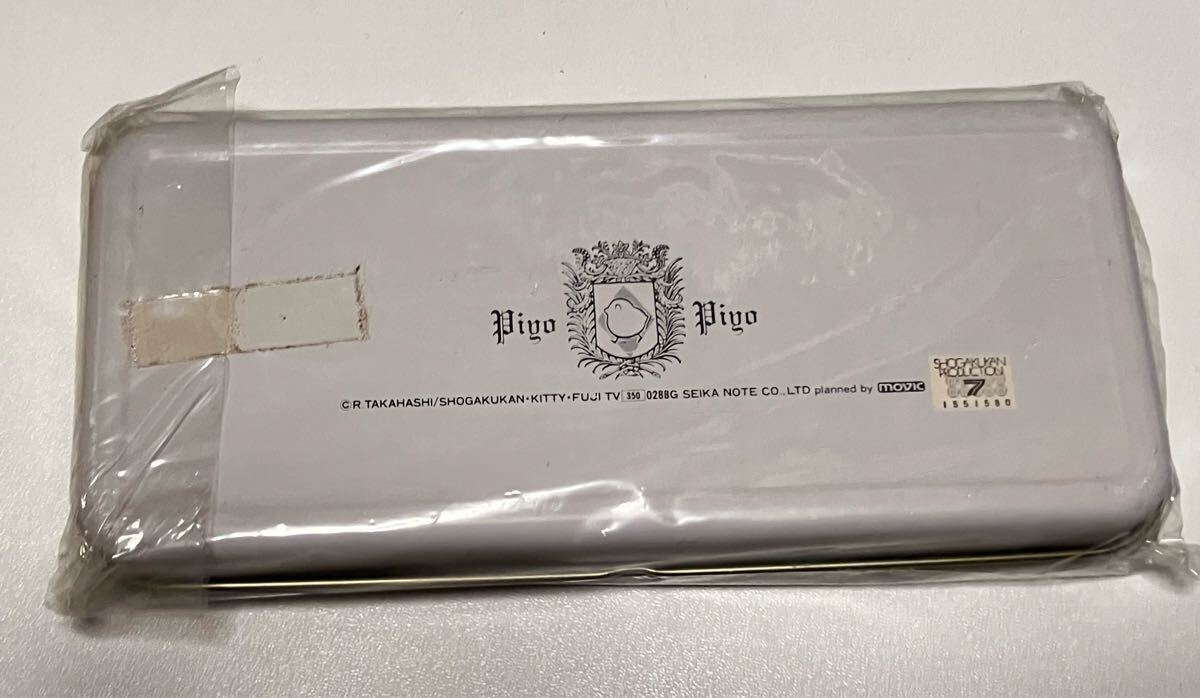 Piyo Piyo
©R.TAKAHASHI/SHOGAKUKAN•KITTY•FUJI TV 350 0288G SEIKA NOTE CO.,LTD planned by movic
SHOGAKUKAN
PRODUCTION
7
1551580